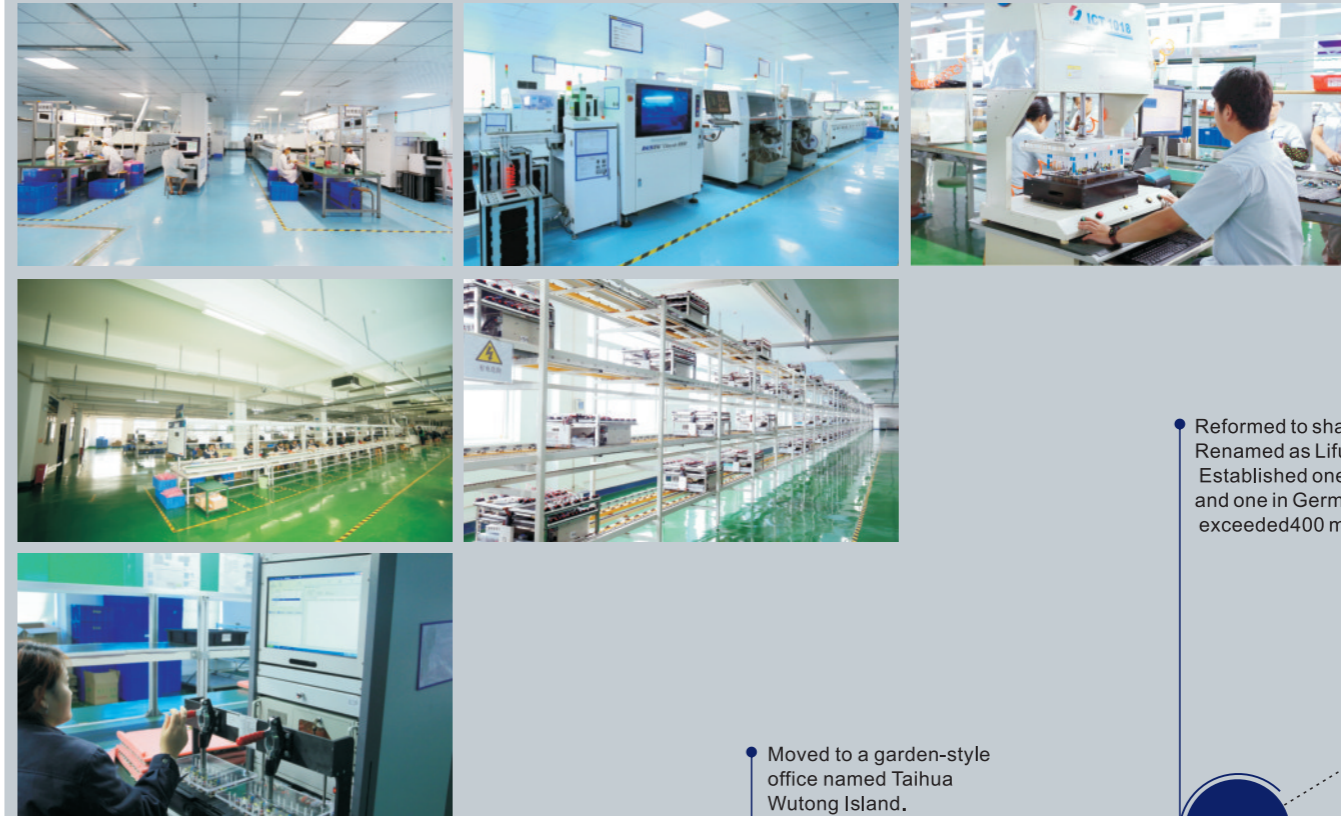 ICT 1018
Reformed to sha
Renamed as Lifu
Established one
and one in Germ
exceeded400 m
Moved to a garden-style
office named Taihua
Wutong Island.